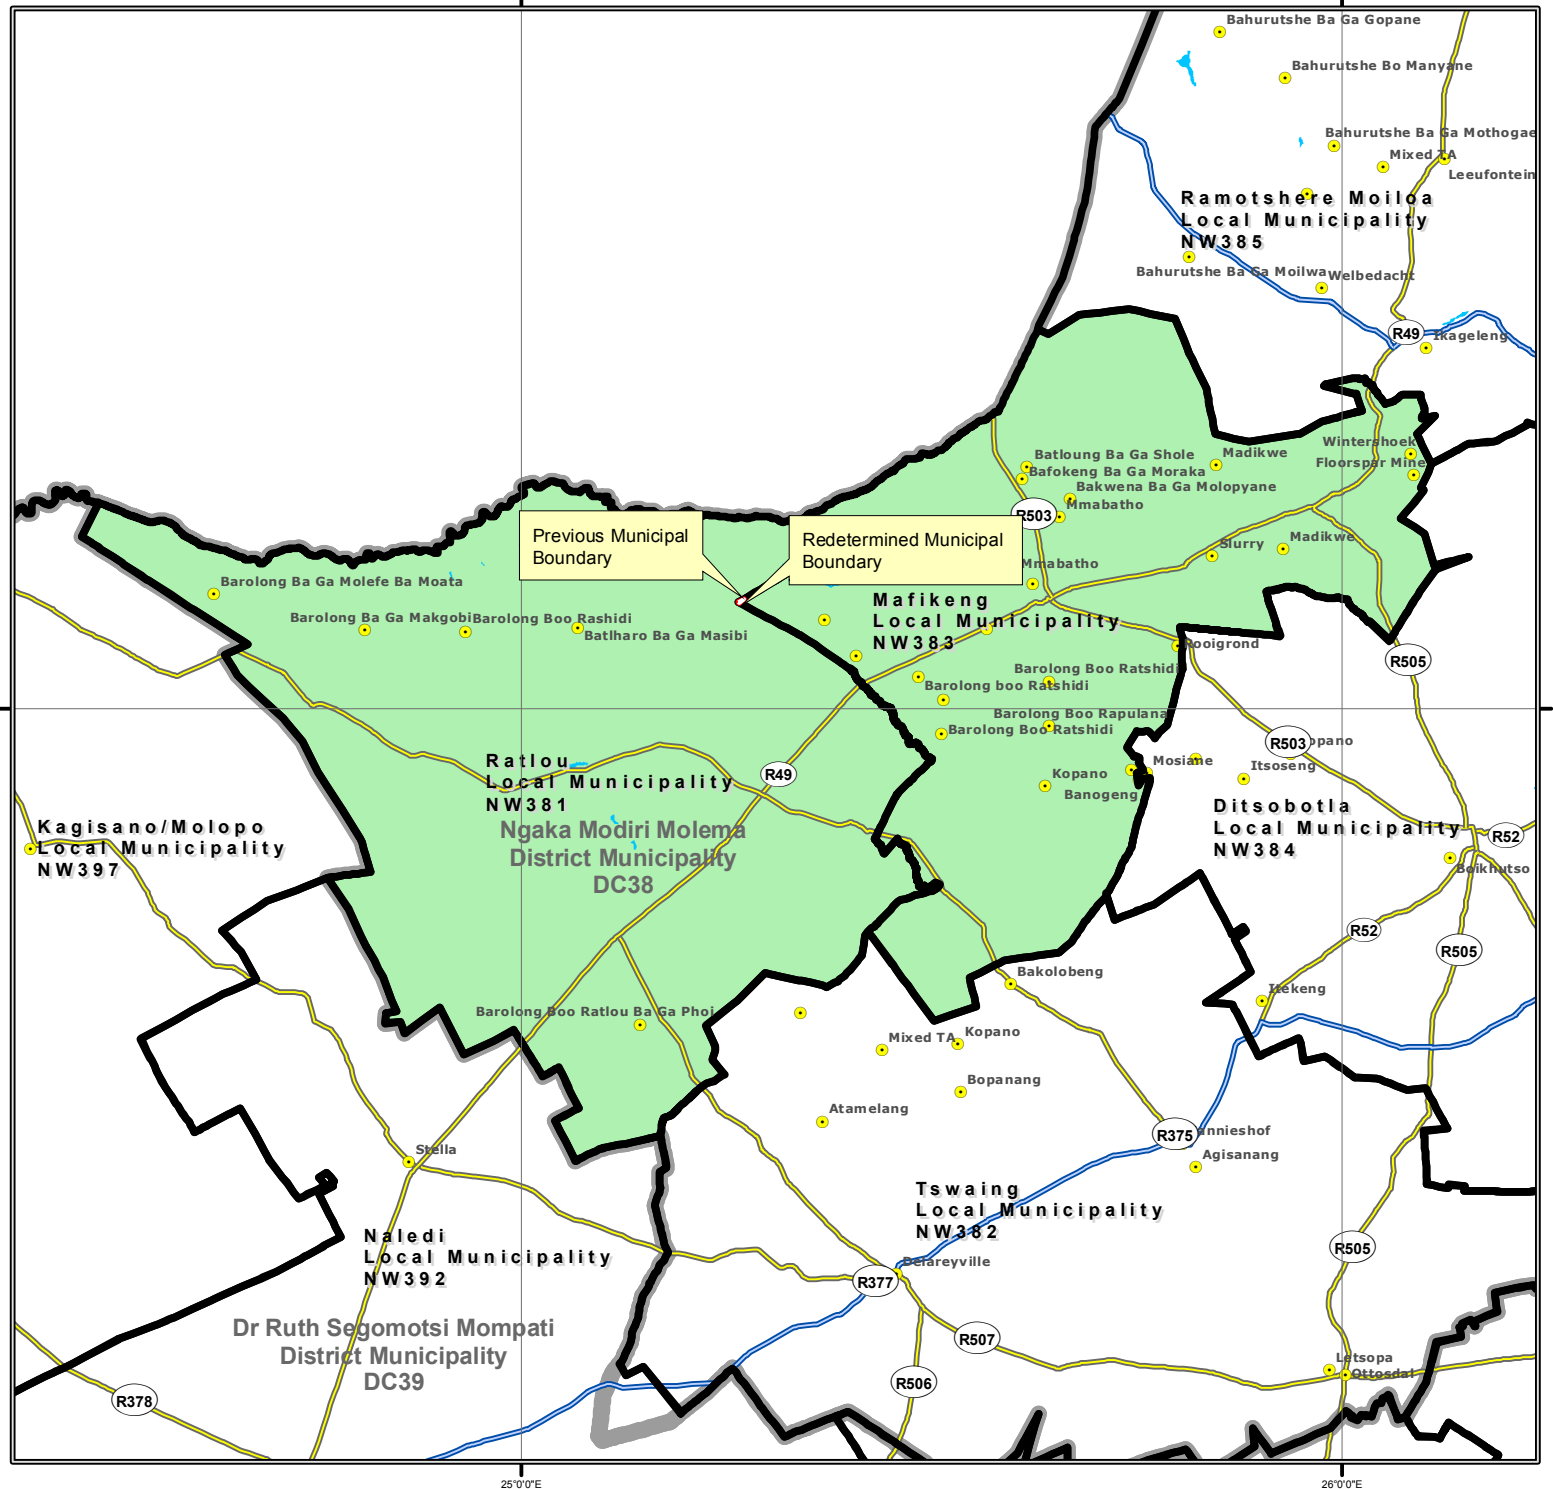 Bahurutshe Ba Ga Gopane
Bahurutshe Bo Manyane
Bahurutshe Ba Ga Mothogae
Mixed TA
Leeufontein
Ramotshere Moiloa
Local Municipality
NW385
Bahurutshe Ba Ga Moilwa
Welbedacht
R49
Ikageleng
Wintershoek
Floorspar Mine
Batloung Ba Ga Shole
Madikwe
Bafokeng Ba Ga Moraka
Bakwena Ba Ga Molopyane
Mmabatho
R503
Previous Municipal
Boundary
Redetermined Municipal
Boundary
Slurry
Madikwe
Mmabatho
Barolong Ba Ga Molefe Ba Moata
Barolong Ba Ga Makgobi
Barolong Boo Rashidi
Batlharo Ba Ga Masibi
Mafikeng
Local Municipality
NW383
Rooigrond
R505
Barolong Boo Ratshidi
Barolong boo Ratshidi
Barolong Boo Rapulana
Barolong Boo Ratshidi
R503
opano
Mosiane
Itsoseng
Kopano
Banogeng
Ratlou
Local Municipality
NW381
R49
Ditsobotla
Local Municipality
NW384
R52
Boikhutso
Kagisano/Molopo
Local Municipality
NW397
Ngaka Modiri Molema
District Municipality
DC38
R52
R505
Bakolobeng
Itekeng
Barolong Boo Ratlou Ba Ga Phoi
Mixed TA
Kopano
Bopanang
Atamelang
R375
annieshof
Agisanang
Stella
Tswaing
Local Municipality
NW382
Naledi
Local Municipality
NW392
R505
Delareyville
R377
Dr Ruth Segomotsi Mompati
District Municipality
DC39
R507
R506
R378
Letsopa
Ottosdal
25°0'0"E
26°0'0"E